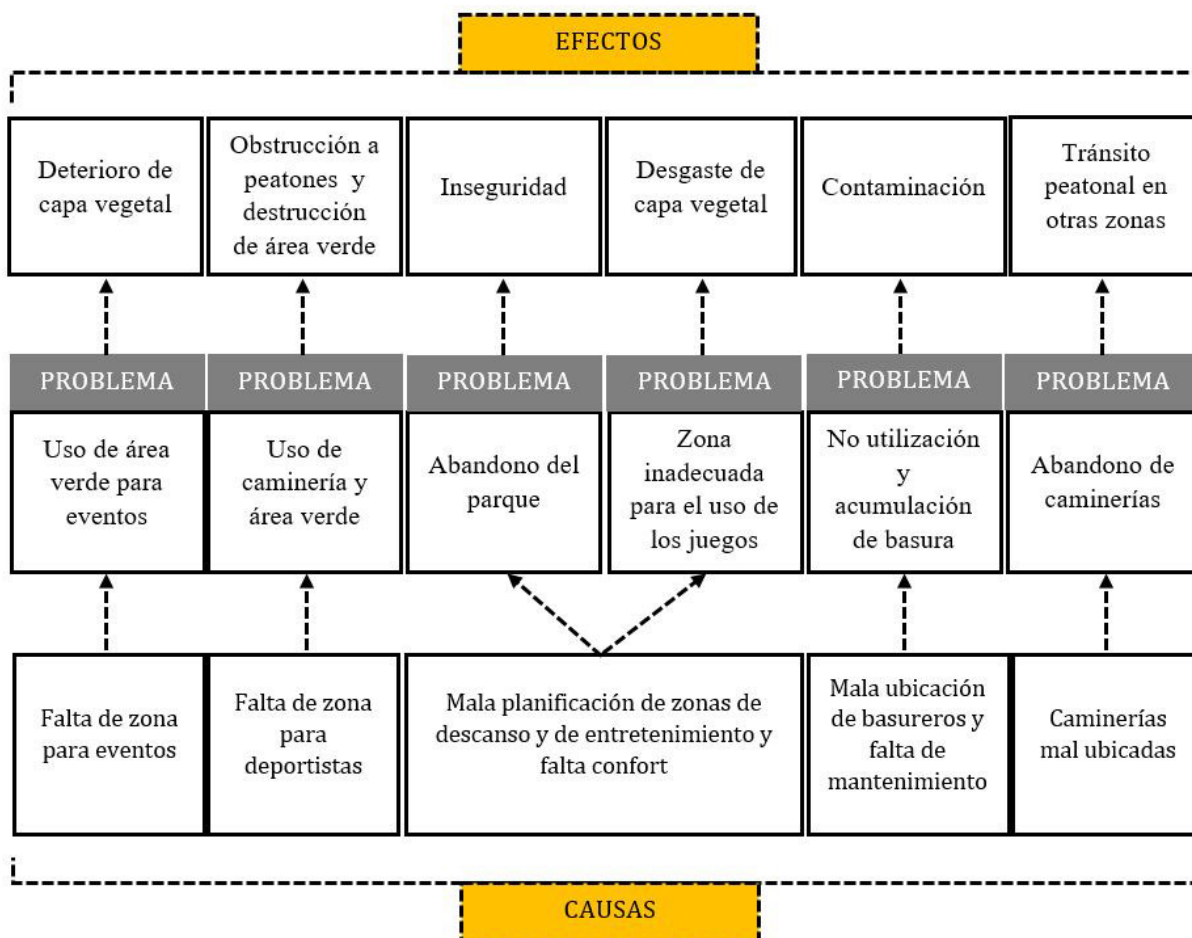 EFECTOS
Deterioro de
capa vegetal
Obstrucción a
peatones y
destrucción
de área verde
Inseguridad
Desgaste de
capa vegetal
Contaminación
Tránsito
peatonal en
otras zonas
PROBLEMA
PROBLEMA
PROBLEMA
PROBLEMA
PROBLEMA
PROBLEMA
Uso de área
verde para
eventos
Uso de
caminería y
área verde
Abandono del
parque
Zona
inadecuada
para el uso de
los juegos
No utilización
y
acumulación
de basura
Abandono de
caminerías
Falta de zona
para eventos
Falta de zona
para
deportistas
Mala planificación de zonas de
descanso y de entretenimiento y
falta confort
Mala ubicación
de basureros y
falta de
mantenimiento
Caminerías
mal ubicadas
CAUSAS